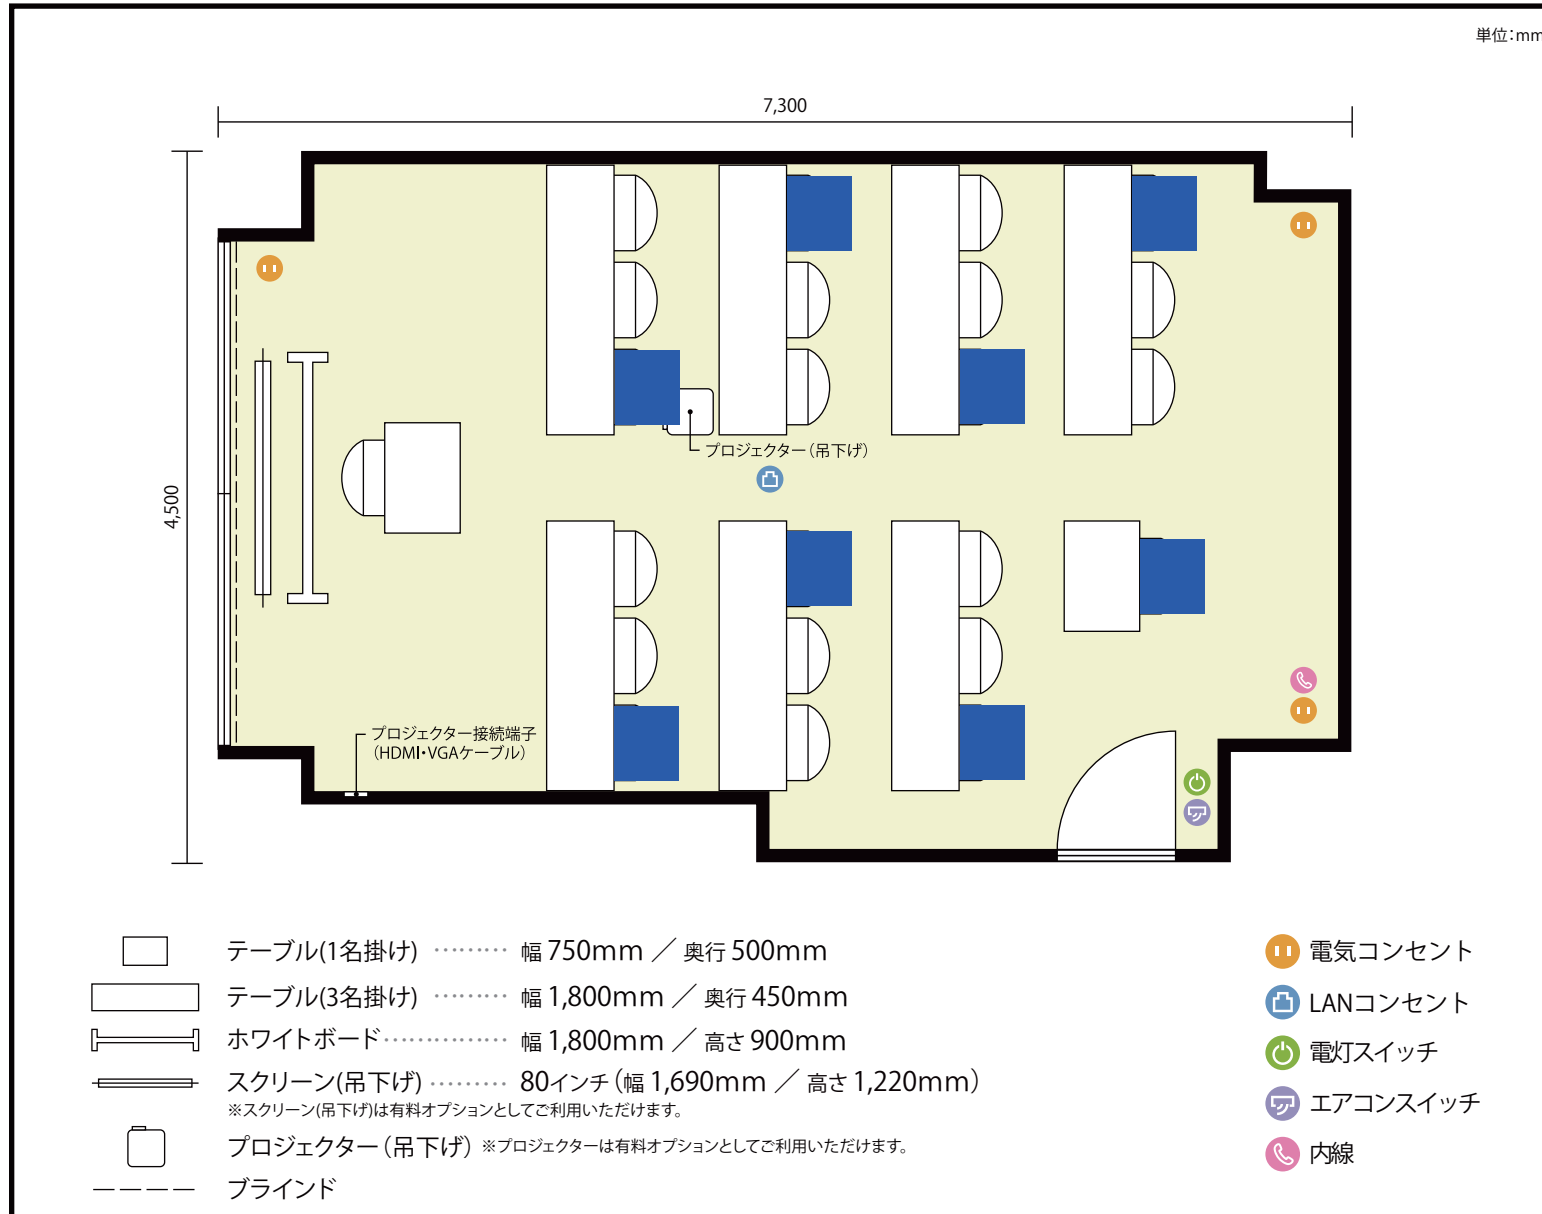 単位：mm
7,300
4,500
プロジェクター（吊下げ）
プロジェクター接続端子
（HDMI・VGAケーブル）
テーブル(1名掛け) ……… 幅 750mm ／ 奥行 500mm
テーブル(3名掛け) ……… 幅 1,800mm ／ 奥行 450mm
ホワイトボード…………… 幅 1,800mm ／ 高さ 900mm
スクリーン(吊下げ) ……… 80インチ（幅 1,690mm ／ 高さ 1,220mm）
※スクリーン(吊下げ)は有料オプションとしてご利用いただけます。
プロジェクター（吊下げ） ※プロジェクターは有料オプションとしてご利用いただけます。
ブラインド
電気コンセント
LANコンセント
電灯スイッチ
エアコンスイッチ
内線